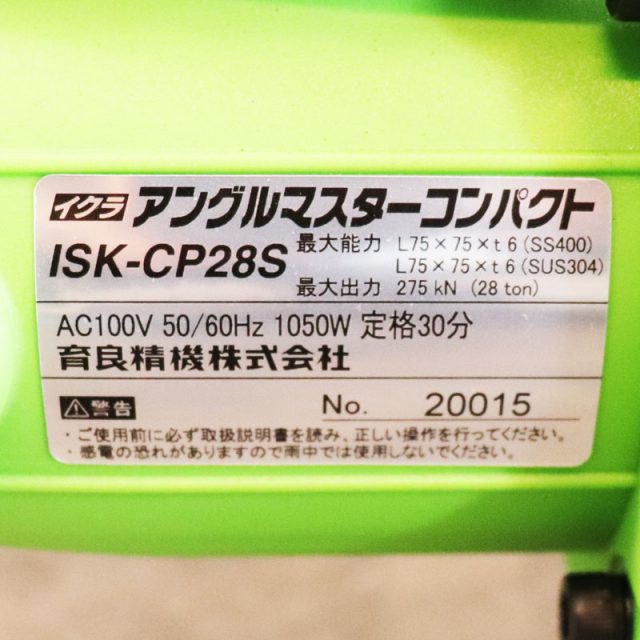 イクラ アングルマスターコンパクト
ISK-CP28S 最大能力 L75×75×t6(SS400)
L75×75×t6(SUS304)
最大出力 275 kN (28 ton)
AC100V 50/60Hz 1050W 定格30分
育良精機株式会社
⚠警告 No. 20015
・ご使用前に必ず取扱説明書を読み、正しい操作を行ってください。
・感電の恐れがありますので雨中では使用しないでください。